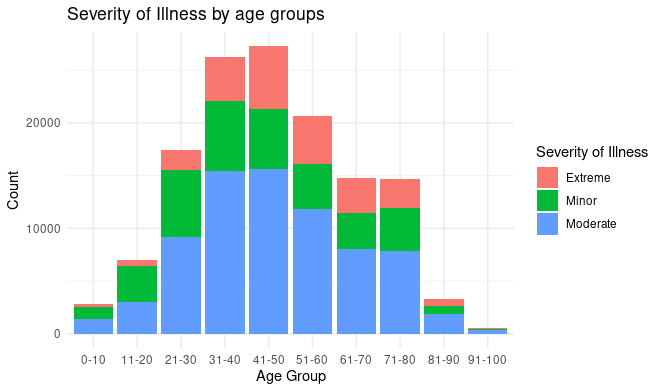 Severity of Illness by age groups
Count
20000
10000
0
0-10 11-20 21-30 31-40 41-50 51-60 61-70 71-80 81-90 91-100
Age Group
Severity of Illness
Extreme
Minor
Moderate